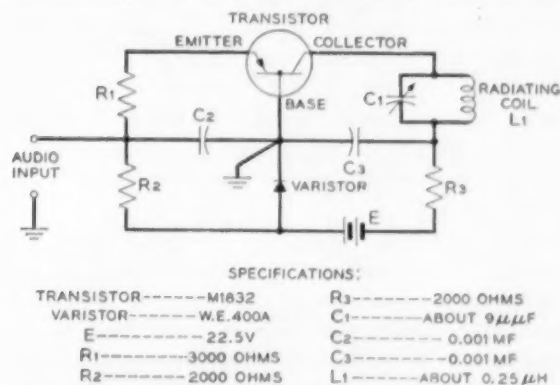 TRANSISTOR
EMITTER COLLECTOR
R1
C2
BASE
C1
RADIATING
COIL
L1
AUDIO
INPUT
C3
R2
VARISTOR
R3
E
SPECIFICATIONS:
TRANSISTOR------M1832
VARISTOR------W.E.400A
E------22.5V
R1------3000 OHMS
R2------2000 OHMS
R3------2000 OHMS
C1------ABOUT 9μμF
C2------0.001 MF
C3------0.001 MF
L1------ABOUT 0.25 μH